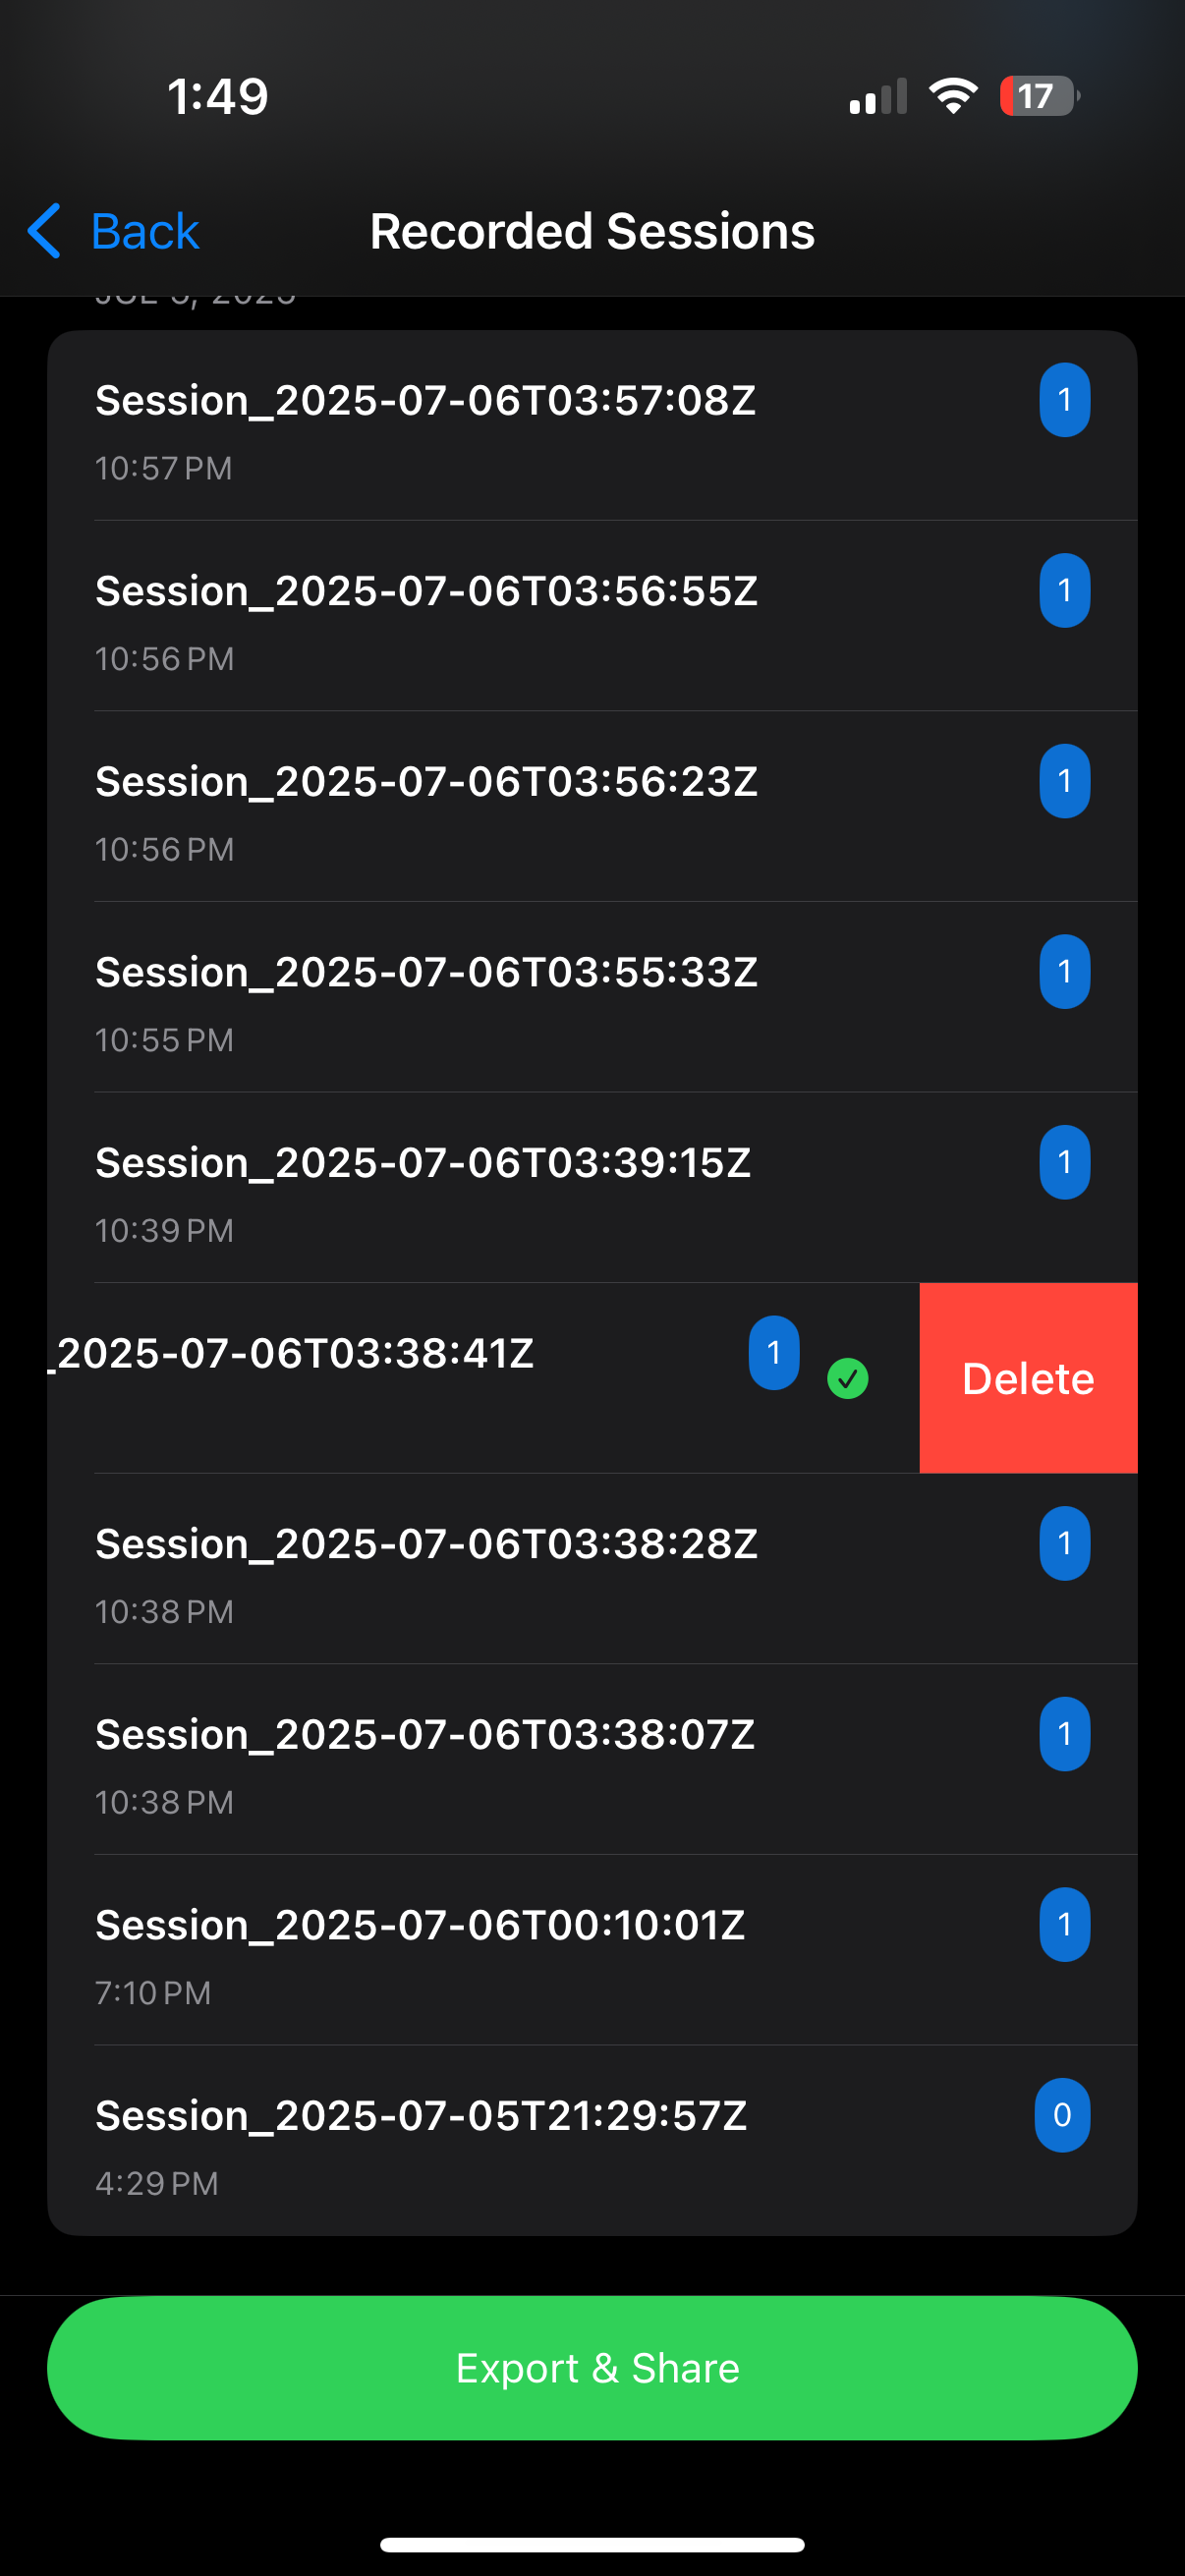 1:49
17
Back
Recorded Sessions
Session_2025-07-06T03:57:08Z
1
10:57 PM
Session_2025-07-06T03:56:55Z
1
10:56 PM
Session_2025-07-06T03:56:23Z
1
10:56 PM
Session_2025-07-06T03:55:33Z
1
10:55 PM
Session_2025-07-06T03:39:15Z
1
10:39 PM
_2025-07-06T03:38:41Z
1
Delete
Session_2025-07-06T03:38:28Z
1
10:38 PM
Session_2025-07-06T03:38:07Z
1
10:38 PM
Session_2025-07-06T00:10:01Z
1
7:10 PM
Session_2025-07-05T21:29:57Z
0
4:29 PM
Export & Share